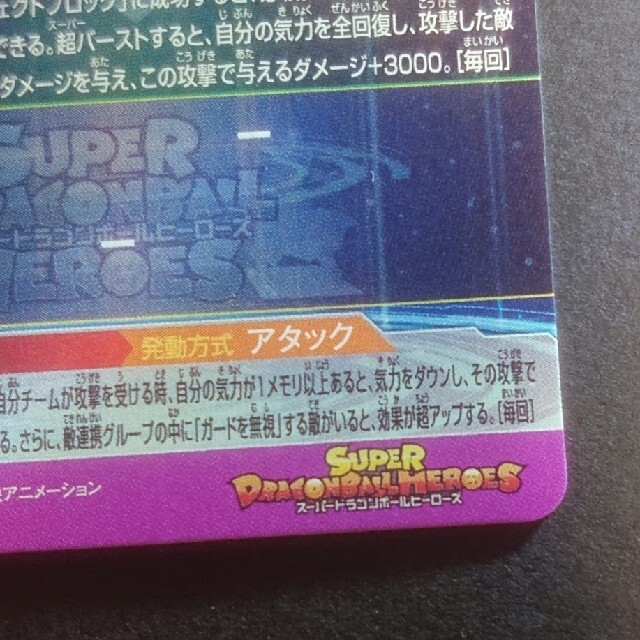 ェクトブロック」に成功する
できる。超バーストすると、自分の気力を全回復し、攻撃した敵
ダメージを与え、この攻撃で与えるダメージ+3000。[毎回]
SUPER
DRAGONBALL
スーパードラゴンボールヒーローズ
HEROES
発動方式 アタック
自分チームが攻撃を受ける時、自分の気力が1メモリ以上あると、気力をダウンし、その攻撃で
る。さらに、敵連携グループの中に「ガードを無視」する敵がいると、効果が超アップする。[毎回]
アニメーション
SUPER
DRAGONBALL HEROES
スーパードラゴンボールヒーローズ